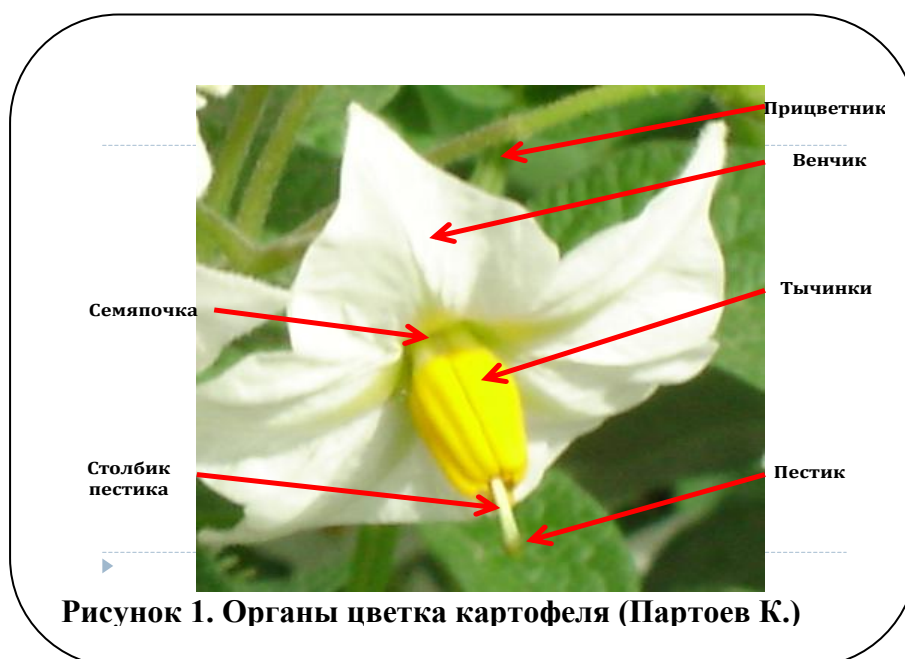 Прицветник
Венчик
Тычинки
Семяпочка
Столбик
пестика
Пестик
Рисунок 1. Органы цветка картофеля (Партоев К.)